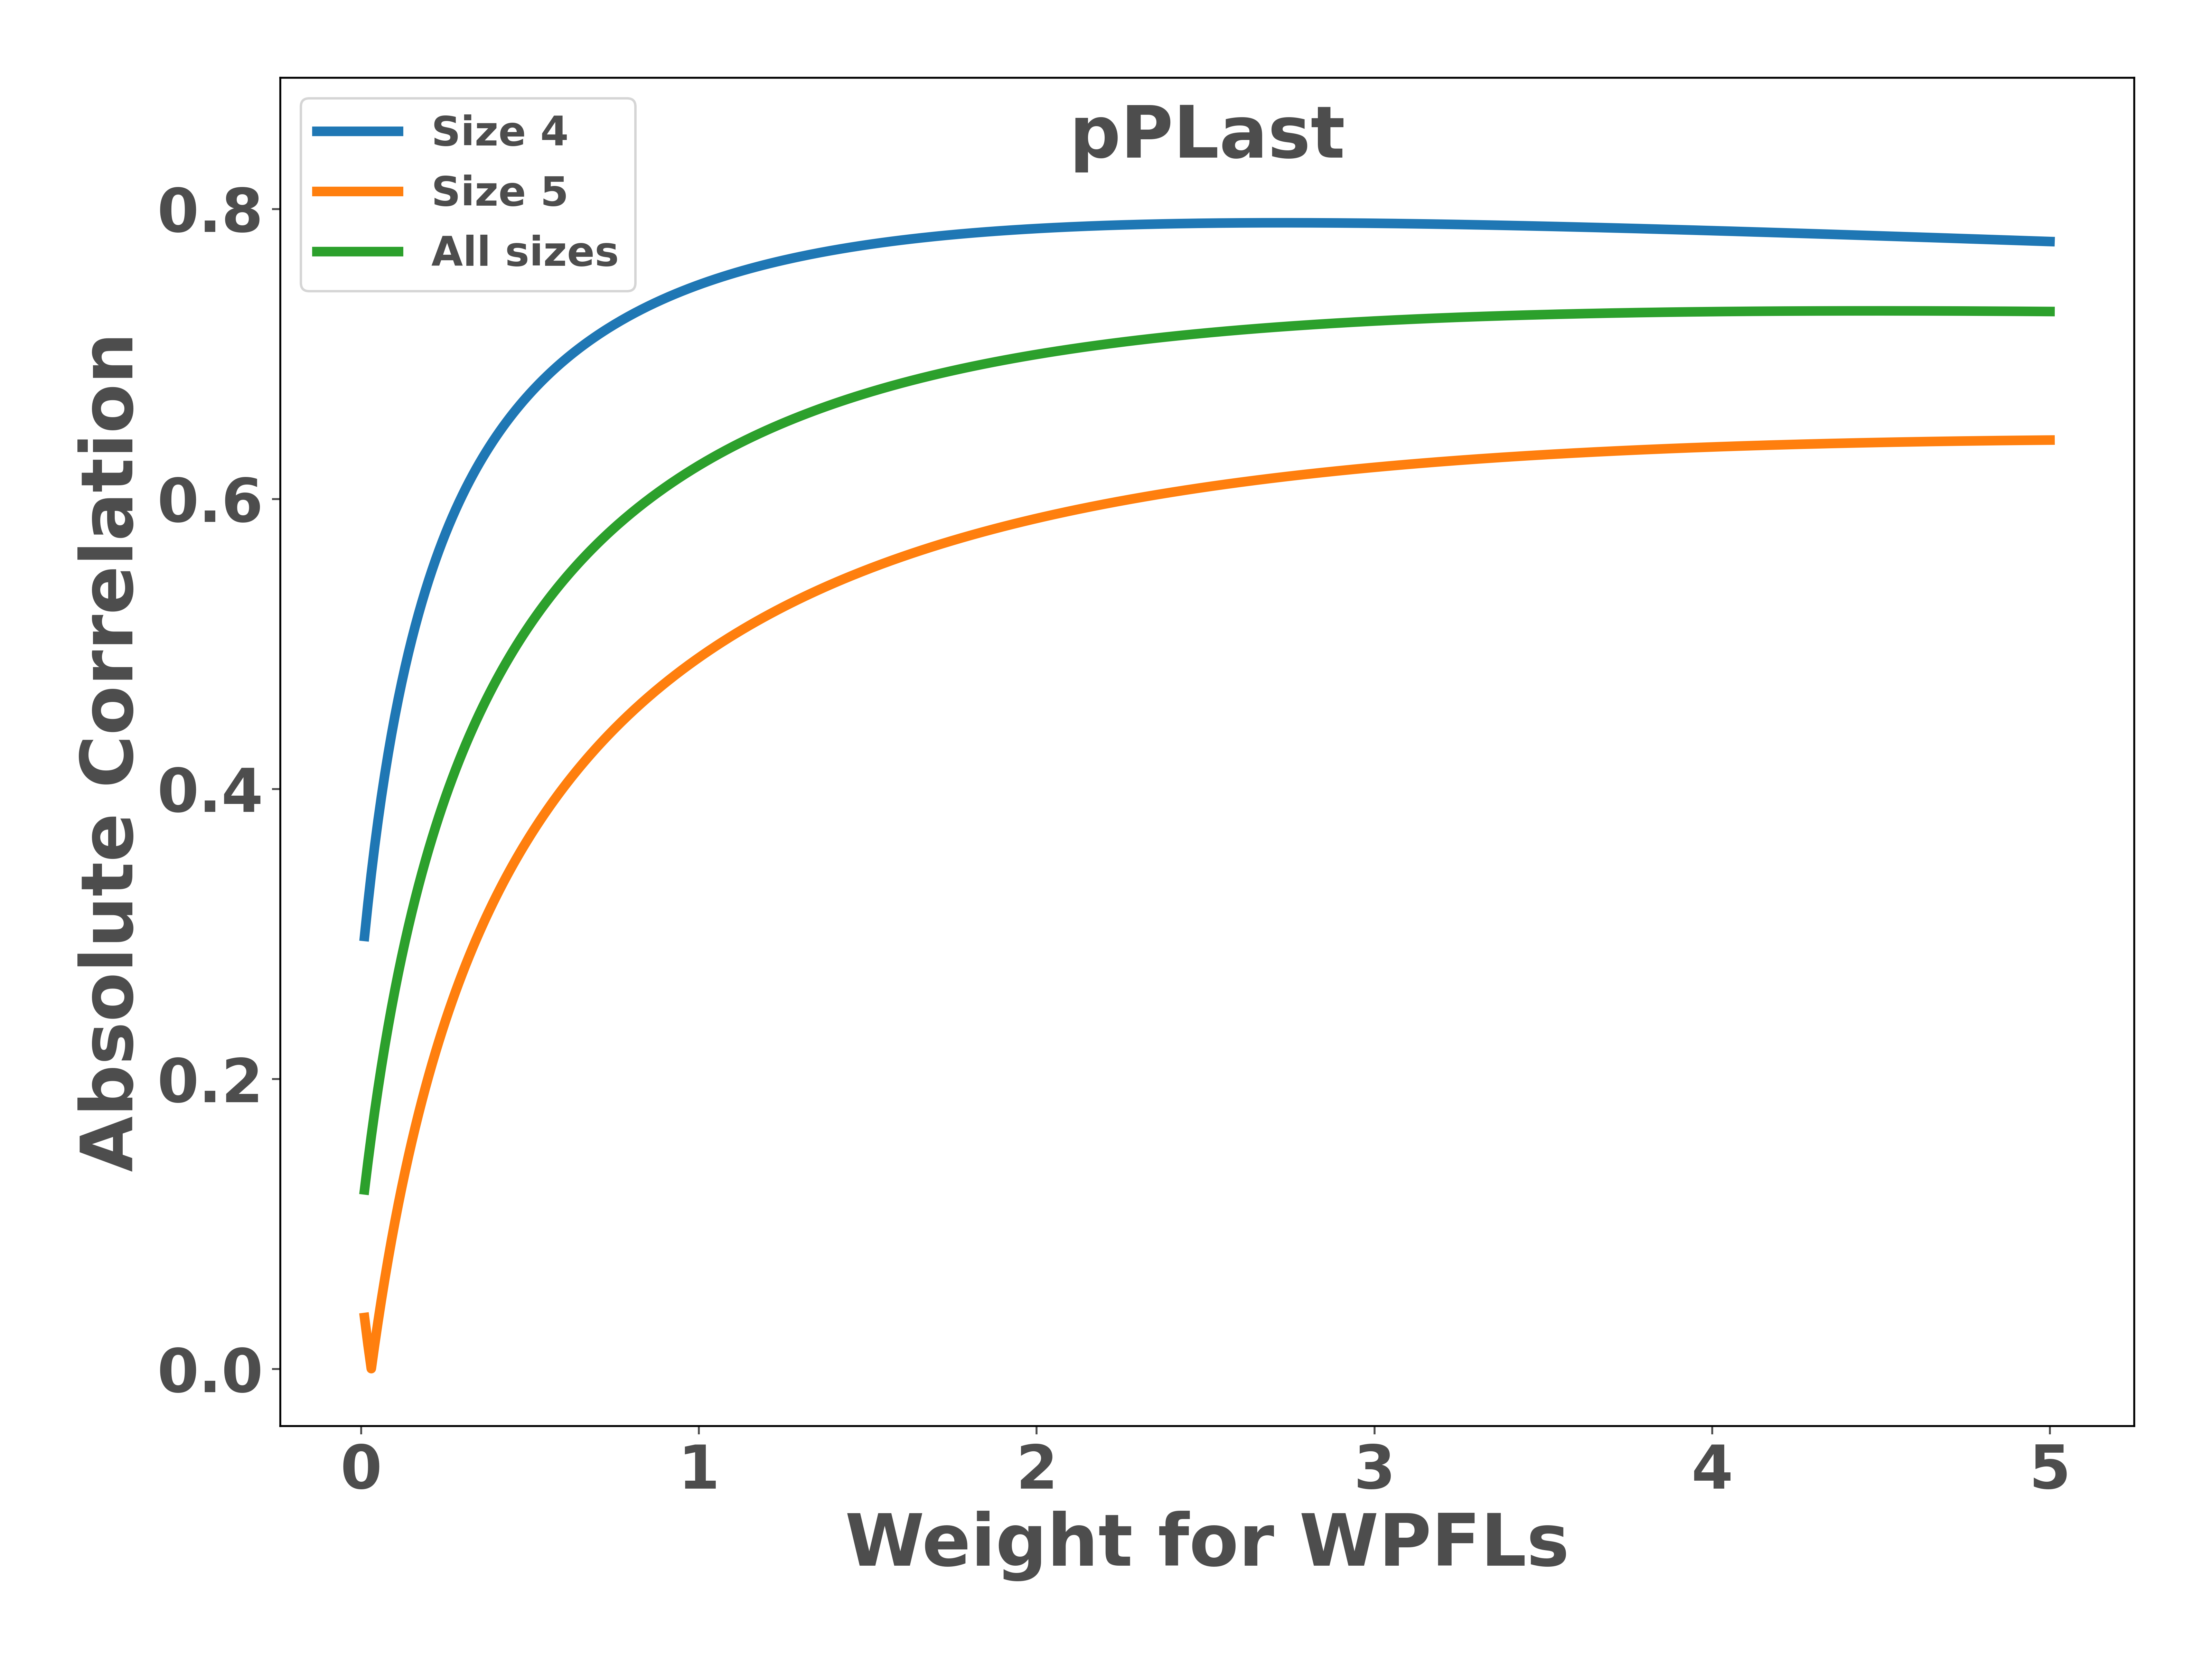 pPLast
Size 4
Size 5
All sizes
Absolute Correlation
0.8
0.6
0.4
0.2
0.0
0 1 2 3 4 5
Weight for WPFLs